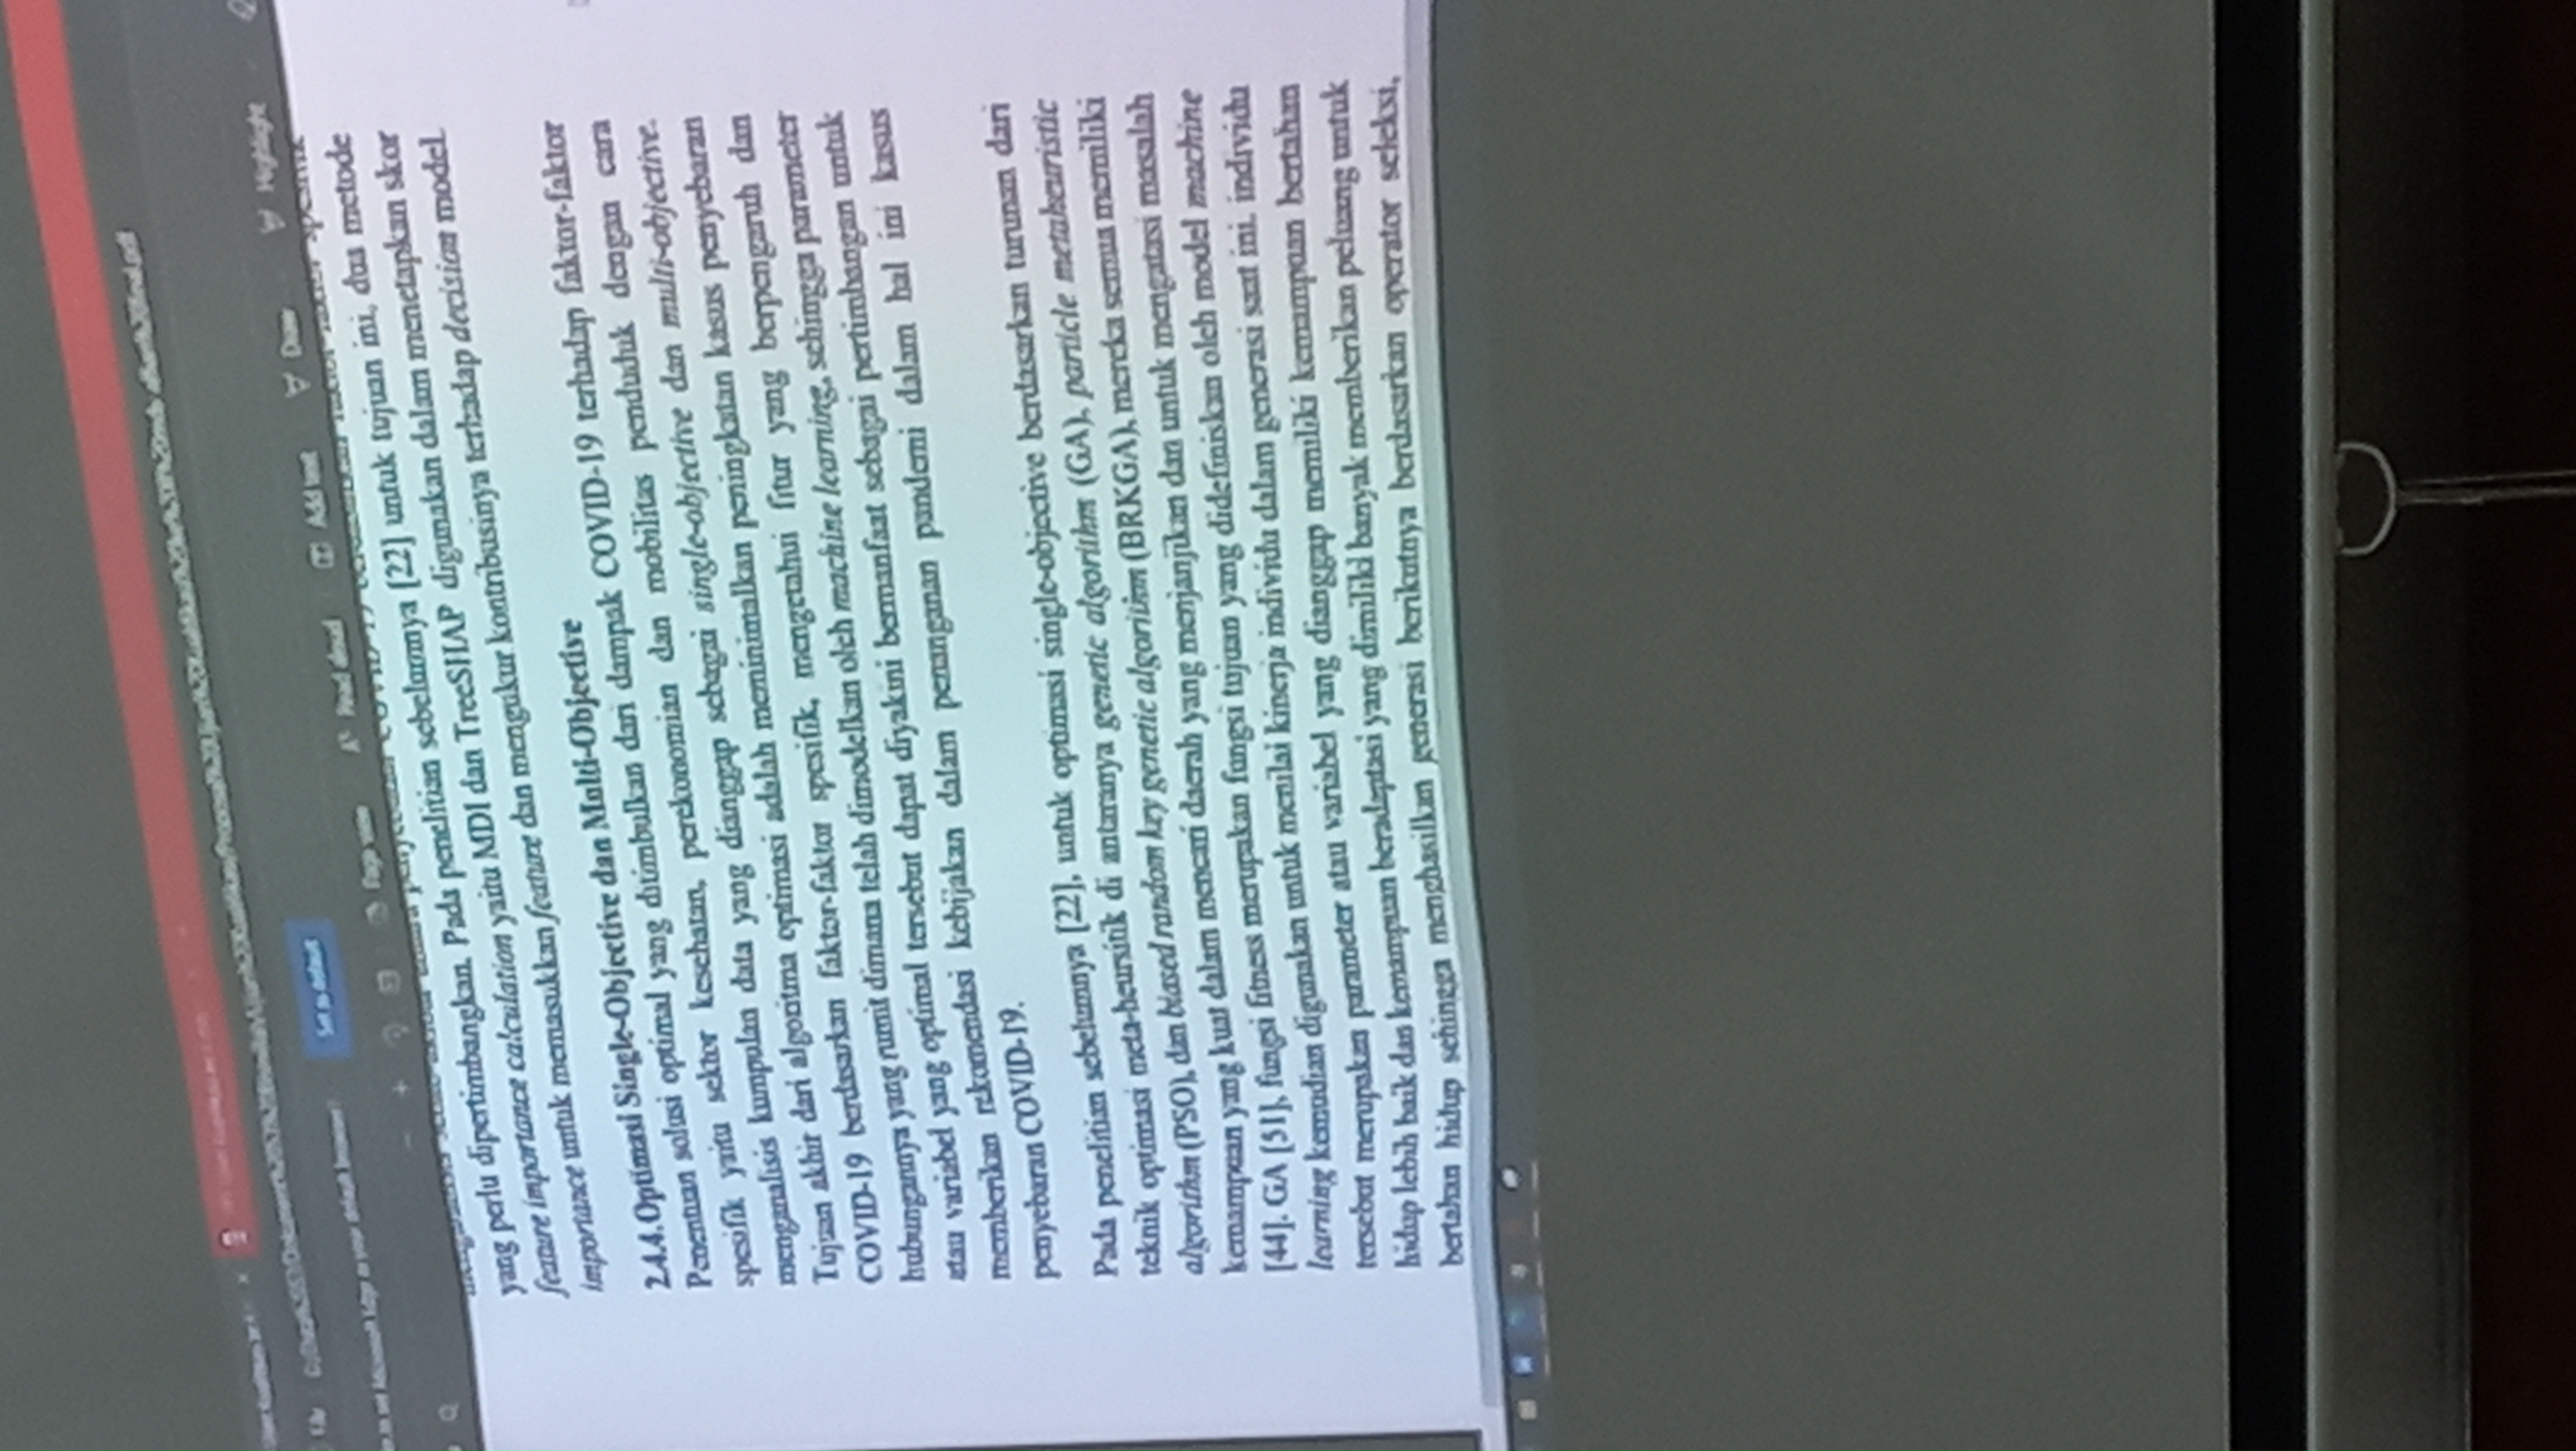 File
Set as default
Page view
Read aloud
Add text
Draw
Highlight
yang perlu dipertimbangkan. Pada penelitian sebelumnya [22] untuk tujuan ini, dua metode
feature importance calculation yaitu MDI dan TreeSHAP digunakan dalam menetapkan skor
importance untuk memasukkan feature dan mengukur kontribusinya terhadap decision model.
2.4.4. Optimasi Single-Objective dan Multi-Objective
Penentuan solusi optimal yang ditimbulkan dari dampak COVID-19 terhadap faktor-faktor
spesifik yaitu sektor kesehatan, perekonomian dan mobilitas penduduk dengan cara
menganalisis kumpulan data yang dianggap sebagai single-objective dan multi-objective.
Tujuan akhir dari algoritma optimasi adalah meminimalkan peningkatan kasus penyebaran
COVID-19 berdasarkan faktor-faktor spesifik, mengetahui fitur yang berpengaruh dan
hubungannya yang rumit dimana telah dimodelkan oleh machine learning, sehingga parameter
atau variabel yang optimal tersebut dapat diyakini bermanfaat sebagai pertimbangan untuk
memberikan rekomendasi kebijakan dalam penanganan pandemi dalam hal ini kasus
penyebaran COVID-19.
Pada penelitian sebelumnya [22], untuk optimasi single-objective berdasarkan turunan dari
teknik optimasi meta-heursitik di antaranya genetic algorithm (GA), particle metaheuristic
algorithm (PSO), dan biased random key genetic algorithm (BRKGA), mereka semua memiliki
kemampuan yang kuat dalam mencari daerah yang menjanjikan dan untuk mengatasi masalah
[44]. GA [51], fungsi fitness merupakan fungsi tujuan yang didefiniskan oleh model machine
learning kemudian digunakan untuk menilai kinerja individu dalam generasi saat ini. individu
tersebut merupakan parameter atau variabel yang dianggap memiliki kemampuan bertahan
hidup lebih baik dan kemampuan beradaptasi yang dimiliki banyak memberikan peluang untuk
bertahan hidup sehingga menghasilkan generasi berikutnya berdasarkan operator seleksi,